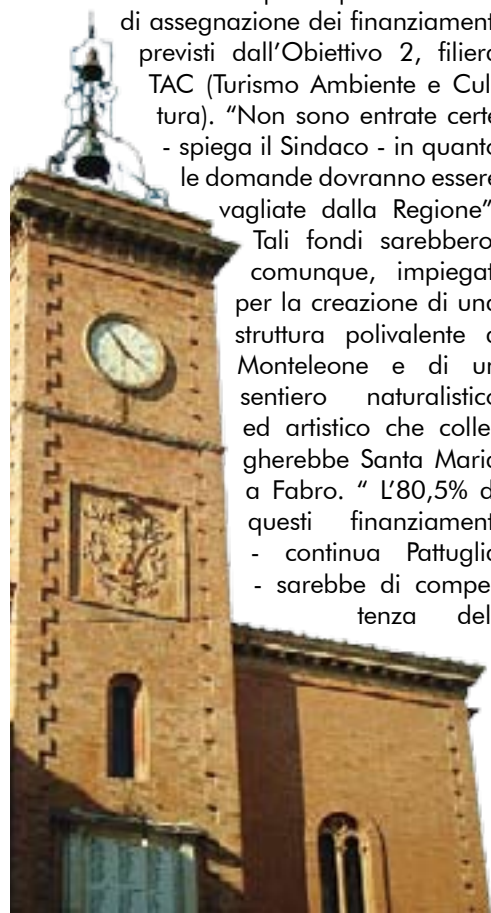 di assegnazione dei finanziament
previsti dall'Obiettivo 2, filiera
TAC (Turismo Ambiente e Cul
tura). “Non sono entrate certe
- spiega il Sindaco - in quanto
le domande dovranno essere
vagliate dalla Regione”
Tali fondi sarebbero
comunque, impiegat
per la creazione di una
struttura polivalente a
Monteleone e di un
sentiero naturalistico
ed artistico che colle
gherebbe Santa Maria
a Fabro. “ L'80,5% d
questi finanziament
- continua Pattuglia
- sarebbe di compe
tenza del